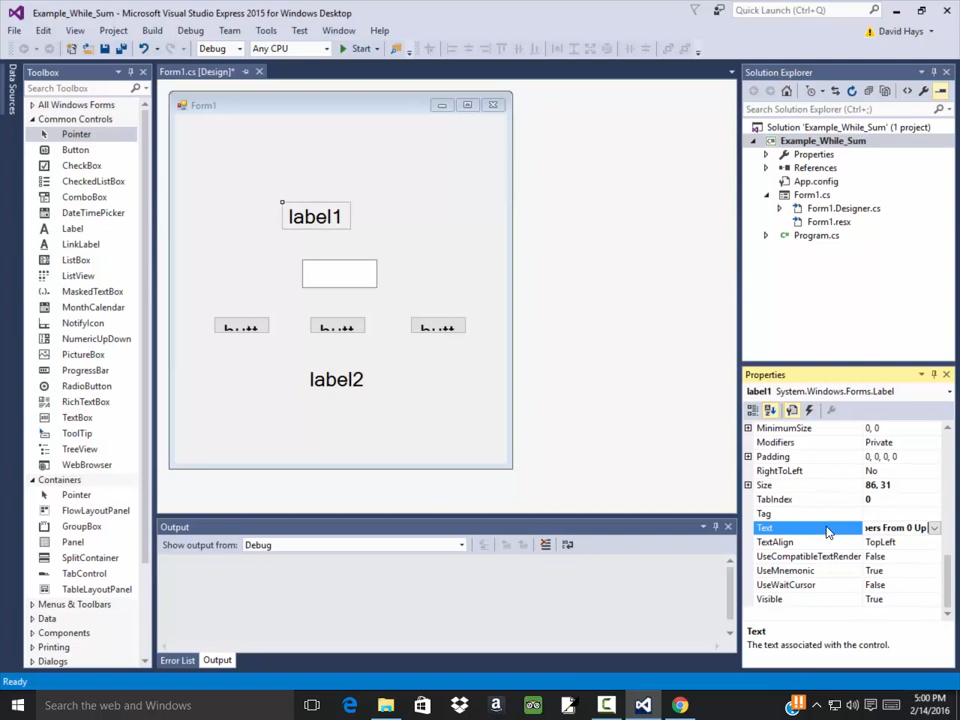 Example_While_Sum - Microsoft Visual Studio Express 2015 for Windows Desktop
Quick Launch (Ctrl+Q)
File Edit View Project Build Debug Team Tools Test Window Help
David Hays
Debug Any CPU Start
Data Sources
Toolbox
Search Toolbox
All Windows Forms
Common Controls
Pointer
Button
CheckBox
CheckedListBox
ComboBox
DateTimePicker
Label
LinkLabel
ListBox
ListView
MaskedTextBox
MonthCalendar
NotifyIcon
NumericUpDown
PictureBox
ProgressBar
RadioButton
RichTextBox
TextBox
ToolTip
TreeView
WebBrowser
Containers
Pointer
FlowLayoutPanel
GroupBox
Panel
SplitContainer
TabControl
TableLayoutPanel
Menus & Toolbars
Data
Components
Printing
Dialogs
Form1.cs [Design]*
Form1
label1
butt butt butt
label2
Output
Show output from: Debug
Error List Output
Solution Explorer
Search Solution Explorer (Ctrl+;)
Solution 'Example_While_Sum' (1 project)
Example_While_Sum
Properties
References
App.config
Form1.cs
Form1.Designer.cs
Form1.resx
Program.cs
Properties
label1 System.Windows.Forms.Label
MinimumSize 0, 0
Modifiers Private
Padding 0, 0, 0, 0
RightToLeft No
Size 86, 31
TabIndex 0
Tag
Text bers From 0 Up
TextAlign TopLeft
UseCompatibleTextRender False
UseMnemonic True
UseWaitCursor False
Visible True
Text
The text associated with the control.
Ready
Search the Web and Windows
5:00 PM
2/14/2016